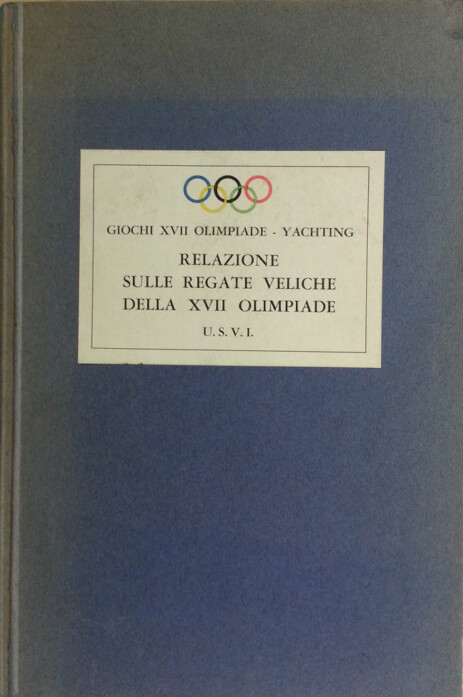 GIOCHI XVII OLIMPIADE - YACHTING
RELAZIONE
SULLE REGATE VELICHE
DELLA XVII OLIMPIADE
U. S. V. I.